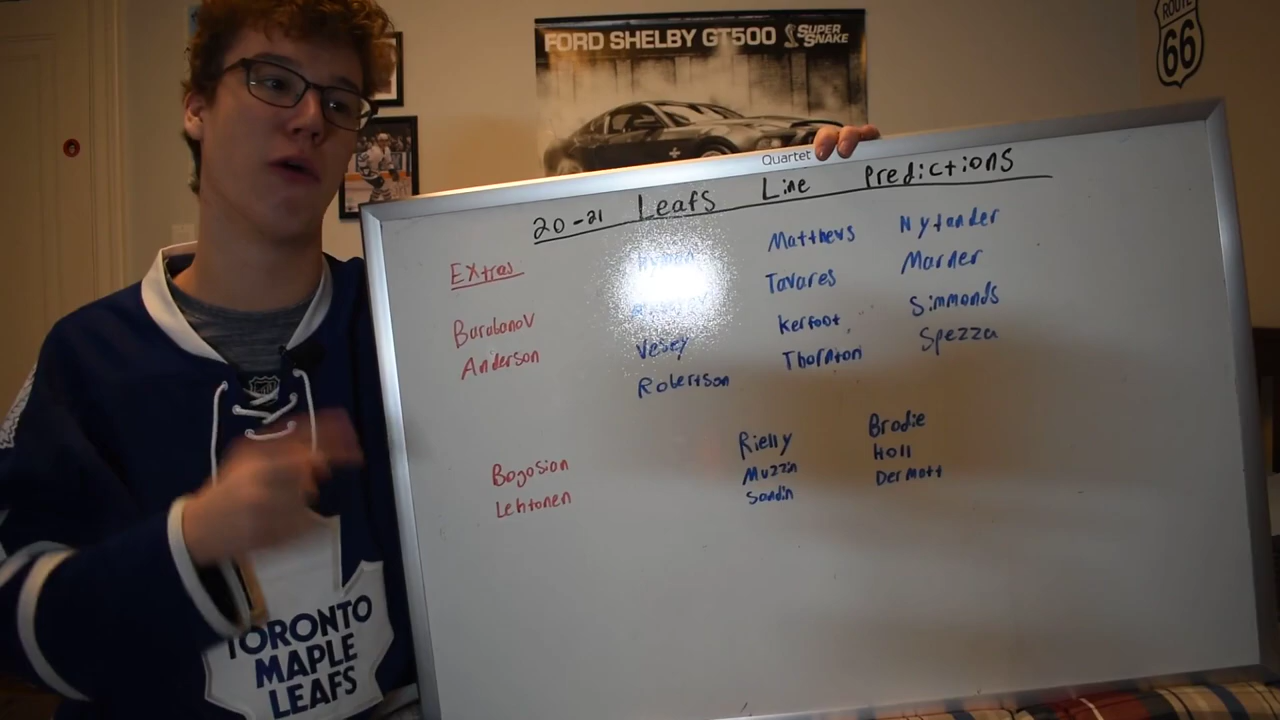 FORD SHELBY GT500 SUPER SNAKE
ROUTE
66
Quartet
20-21 Leafs Line Predictions
Extras
Matthews Nylander
Tavares Marner
Barabanov
Vesey Kerfoot Simmonds
Anderson
Robertson Thornton Spezza
Rielly Brodie
Bogosian
Muzzin Holl
Lehtonen
Sandin Dermott
TORONTO
MAPLE
LEAFS